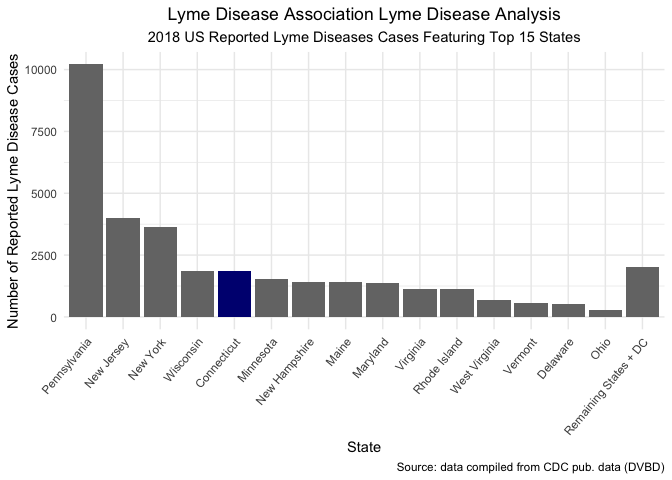 Lyme Disease Association Lyme Disease Analysis
2018 US Reported Lyme Diseases Cases Featuring Top 15 States
Number of Reported Lyme Disease Cases
10000
7500
5000
2500
0
Pennsylvania
New Jersey
New York
Wisconsin
Connecticut
Minnesota
New Hampshire
Maine
Maryland
Virginia
Rhode Island
West Virginia
Vermont
Delaware
Ohio
Remaining States + DC
State
Source: data compiled from CDC pub. data (DVBD)